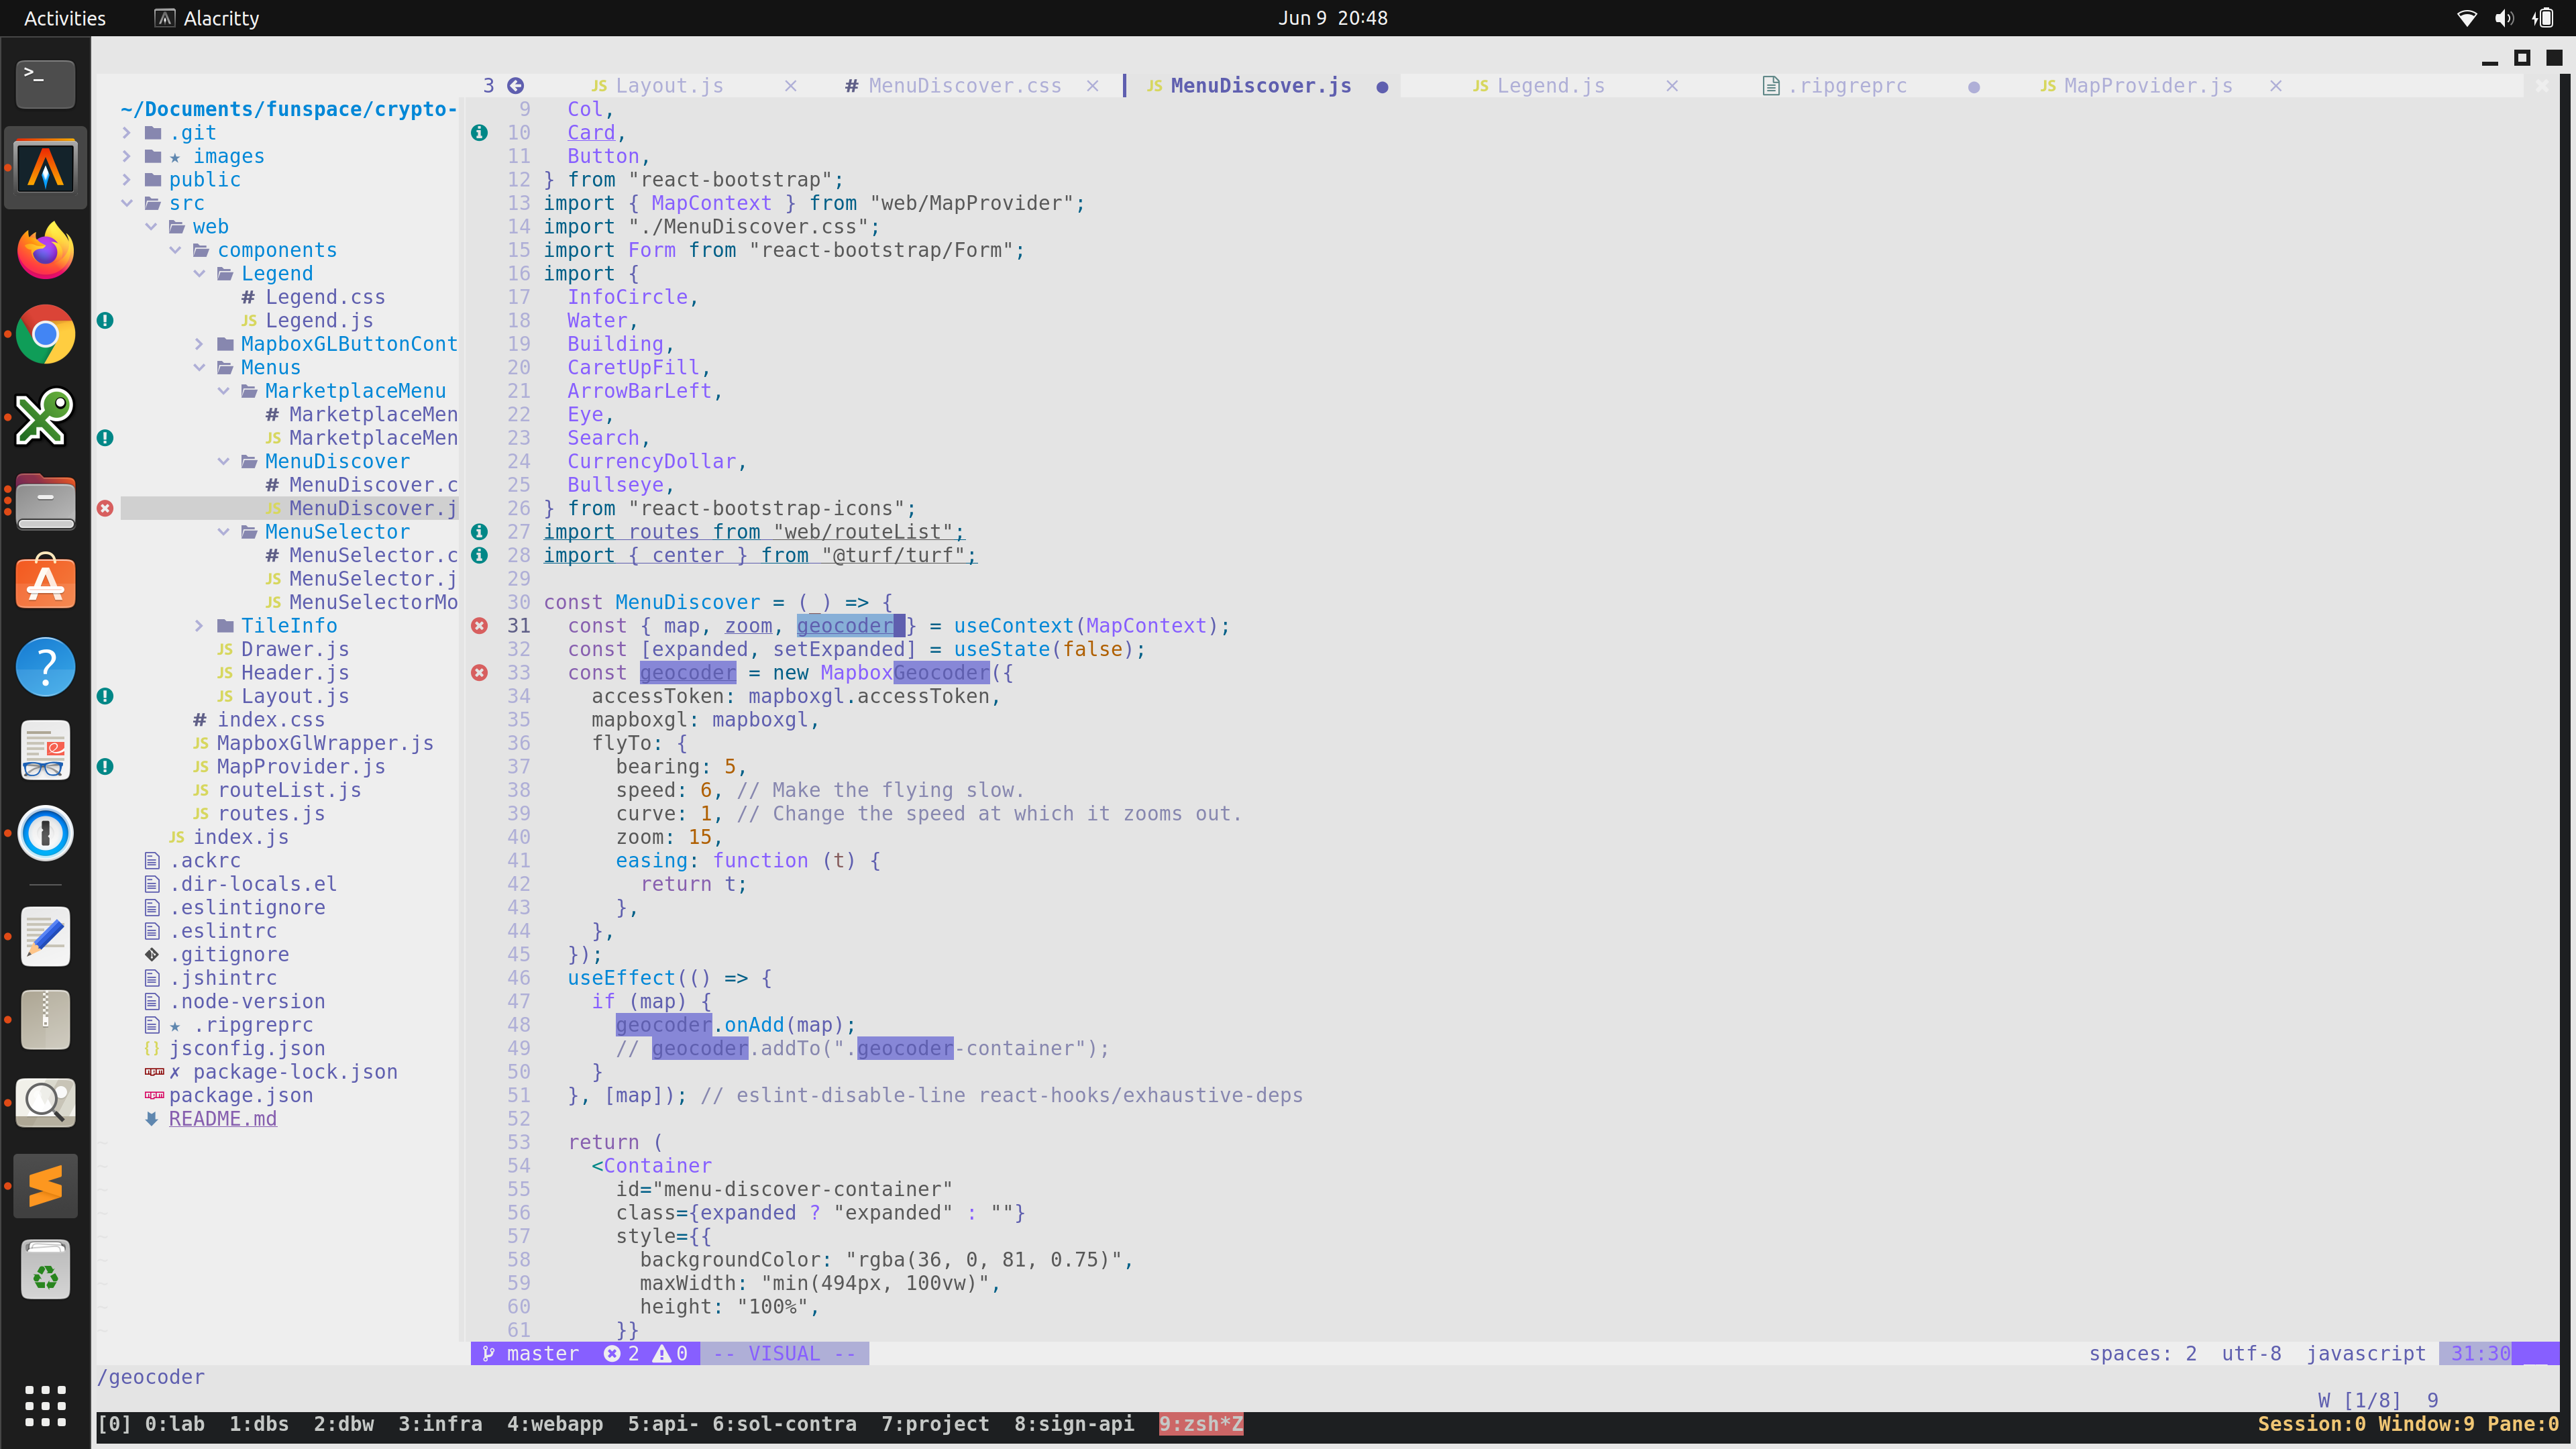 Activities Alacritty Jun 9 20:48
3 JS Layout.js # MenuDiscover.css JS MenuDiscover.js JS Legend.js .ripgreprc JS MapProvider.js
~/Documents/funspace/crypto-
.git
★ images
public
src
web
components
Legend
# Legend.css
JS Legend.js
MapboxGLButtonCont
Menus
MarketplaceMenu
# MarketplaceMen
JS MarketplaceMen
MenuDiscover
# MenuDiscover.c
JS MenuDiscover.j
MenuSelector
# MenuSelector.c
JS MenuSelector.j
JS MenuSelectorMo
TileInfo
JS Drawer.js
JS Header.js
JS Layout.js
# index.css
JS MapboxGlWrapper.js
JS MapProvider.js
JS routeList.js
JS routes.js
JS index.js
.ackrc
.dir-locals.el
.eslintignore
.eslintrc
.gitignore
.jshintrc
.node-version
★ .ripgreprc
{} jsconfig.json
npm ✗ package-lock.json
npm package.json
README.md
9   Col,
10   Card,
11   Button,
12 } from "react-bootstrap";
13 import { MapContext } from "web/MapProvider";
14 import "./MenuDiscover.css";
15 import Form from "react-bootstrap/Form";
16 import {
17   InfoCircle,
18   Water,
19   Building,
20   CaretUpFill,
21   ArrowBarLeft,
22   Eye,
23   Search,
24   CurrencyDollar,
25   Bullseye,
26 } from "react-bootstrap-icons";
27 import routes from "web/routeList";
28 import { center } from "@turf/turf";
29
30 const MenuDiscover = (_) => {
31   const { map, zoom, geocoder } = useContext(MapContext);
32   const [expanded, setExpanded] = useState(false);
33   const geocoder = new MapboxGeocoder({
34     accessToken: mapboxgl.accessToken,
35     mapboxgl: mapboxgl,
36     flyTo: {
37       bearing: 5,
38       speed: 6, // Make the flying slow.
39       curve: 1, // Change the speed at which it zooms out.
40       zoom: 15,
41       easing: function (t) {
42         return t;
43       },
44     },
45   });
46   useEffect(() => {
47     if (map) {
48       geocoder.onAdd(map);
49       // geocoder.addTo(".geocoder-container");
50     }
51   }, [map]); // eslint-disable-line react-hooks/exhaustive-deps
52
53   return (
54     <Container
55       id="menu-discover-container"
56       class={expanded ? "expanded" : ""}
57       style={{
58         backgroundColor: "rgba(36, 0, 81, 0.75)",
59         maxWidth: "min(494px, 100vw)",
60         height: "100%",
61       }}
master 2 0 -- VISUAL -- spaces: 2 utf-8 javascript 31:30
/geocoder
W [1/8] 9
[0] 0:lab 1:dbs 2:dbw 3:infra 4:webapp 5:api- 6:sol-contra 7:project 8:sign-api 9:zsh*Z Session:0 Window:9 Pane:0